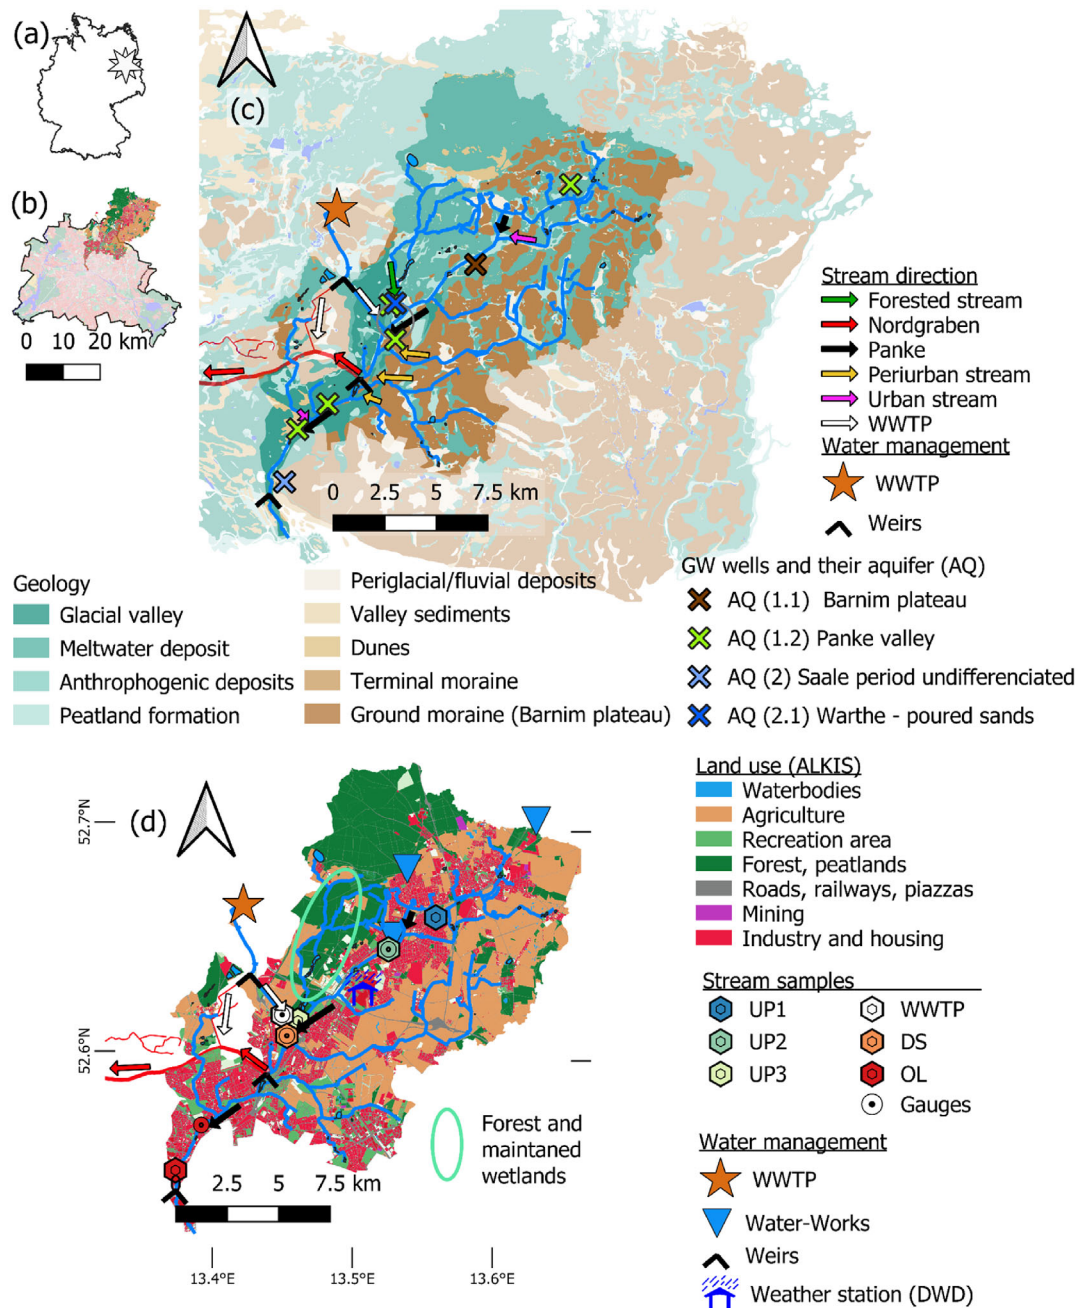 (a)
(b)
0 10 20 km
(c)
0 2.5 5 7.5 km
Stream direction
Forested stream
Nordgraben
Panke
Periurban stream
Urban stream
WWTP
Water management
WWTP
Weirs
Geology
Glacial valley
Meltwater deposit
Anthrophogenic deposits
Peatland formation
Periglacial/fluvial deposits
Valley sediments
Dunes
Terminal moraine
Ground moraine (Barnim plateau)
GW wells and their aquifer (AQ)
AQ (1.1) Barnim plateau
AQ (1.2) Panke valley
AQ (2) Saale period undifferenciated
AQ (2.1) Warthe - poured sands
(d)
52.7°N
52.6°N
2.5 5 7.5 km
13.4°E 13.5°E 13.6°E
Forest and
maintaned
wetlands
Land use (ALKIS)
Waterbodies
Agriculture
Recreation area
Forest, peatlands
Roads, railways, piazzas
Mining
Industry and housing
Stream samples
UP1
UP2
UP3
WWTP
DS
OL
Gauges
Water management
WWTP
Water-Works
Weirs
Weather station (DWD)